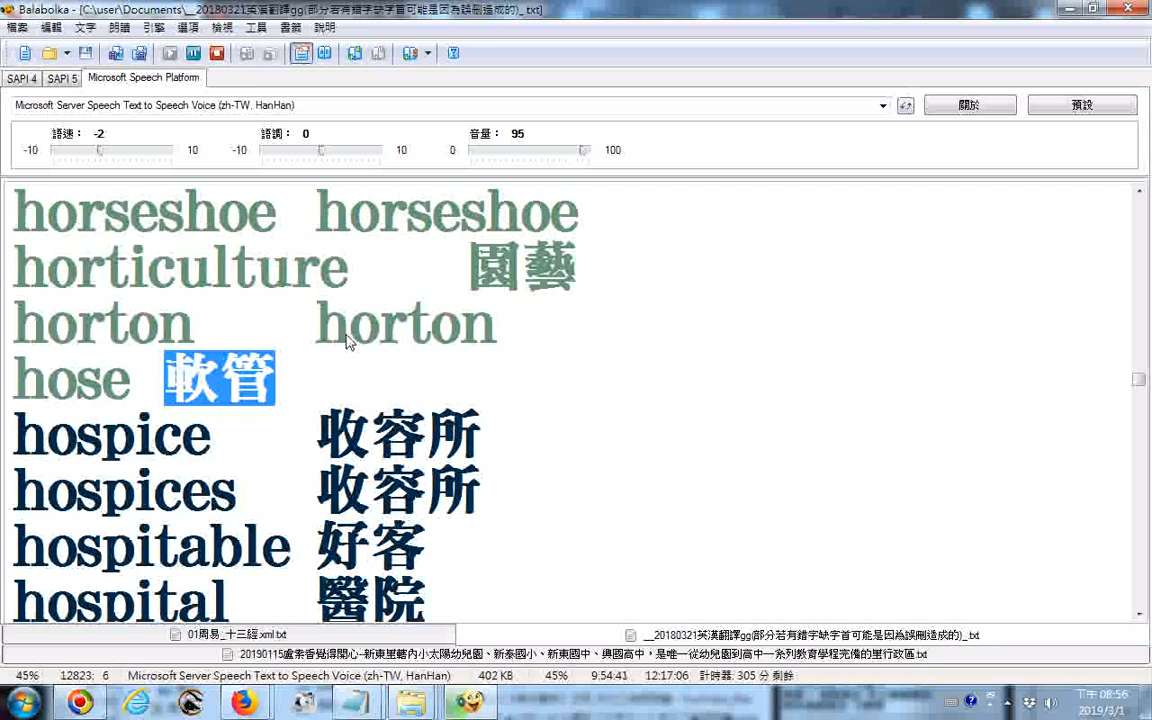 Balabolka - [C:\user\Documents\__20180321英漢翻譯gg(部分若有錯字缺字首可能是因為誤刪造成的)_.txt]
檔案 編輯 文字 朗讀 引擎 選項 檢視 工具 書籤 說明
SAPI 4 SAPI 5 Microsoft Speech Platform
Microsoft Server Speech Text to Speech Voice (zh-TW, HanHan) 關於 預設
語速： -2 語調： 0 音量： 95
-10 10 -10 10 0 100
horseshoe horseshoe
horticulture 園藝
horton horton
hose 軟管
hospice 收容所
hospices 收容所
hospitable 好客
hospital 醫院
01周易_十三經.xml.txt __20180321英漢翻譯gg(部分若有錯字缺字首可能是因為誤刪造成的)_.txt
20190115盧素香覺得開心-新東里轄內小太陽幼兒園、新泰國小、新東國中、興國高中，是唯一從幼兒園到高中一系列教育學程完備的里行政區.txt
45% 12823: 6 Microsoft Server Speech Text to Speech Voice (zh-TW, HanHan) 402 KB 45% 9:54:41 12:17:06 計時器: 305 分 剩餘
下午 08:56
2019/3/1